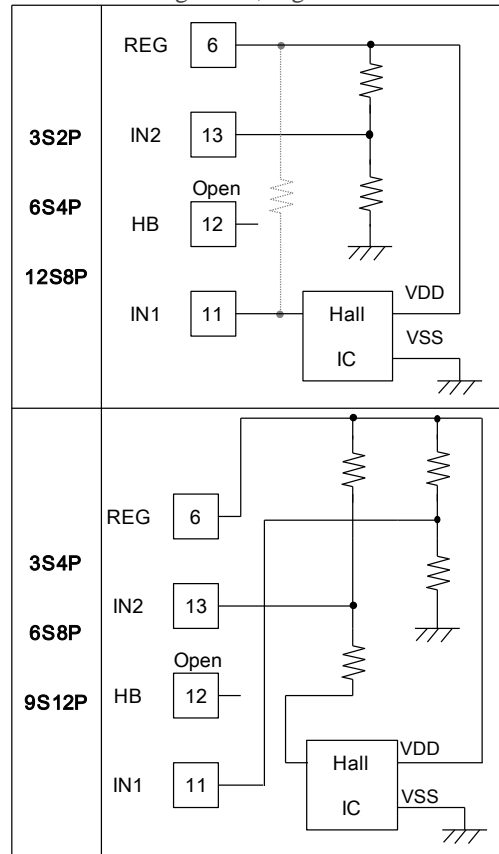 REG 6
3S2P
IN2 13
6S4P
Open
HB 12
12S8P
VDD
IN1 11 Hall
VSS
IC
REG 6
3S4P
IN2 13
6S8P
Open
9S12P HB 12
VDD
Hall
IN1 11
VSS
IC